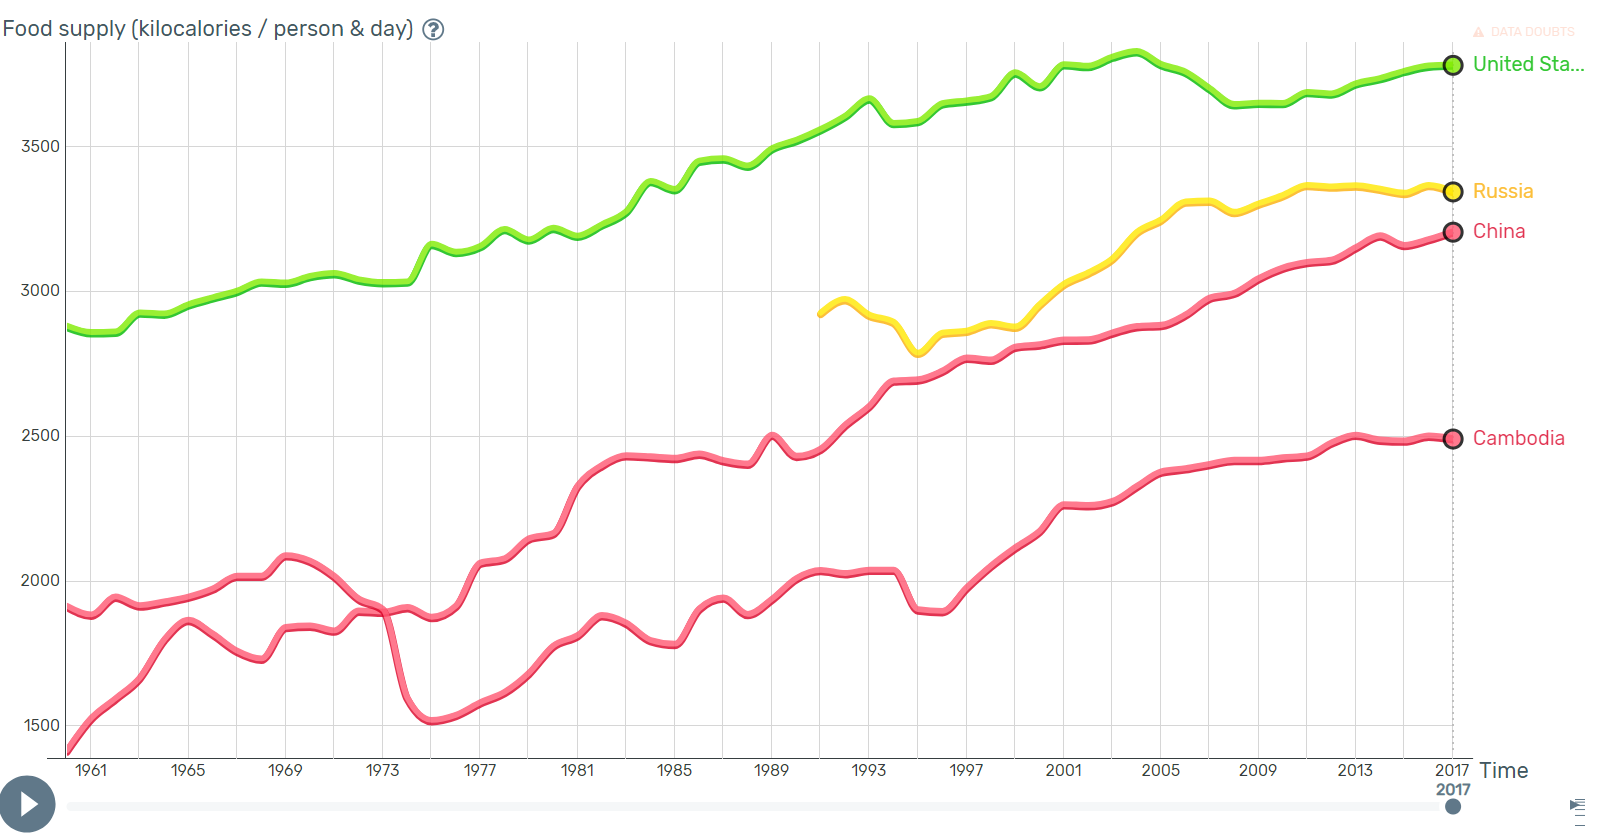 Food supply (kilocalories / person & day) ?
DATA DOUBTS
United Sta...
3500
Russia
China
3000
2500
Cambodia
2000
1500
1961 1965 1969 1973 1977 1981 1985 1989 1993 1997 2001 2005 2009 2013 2017 Time
2017